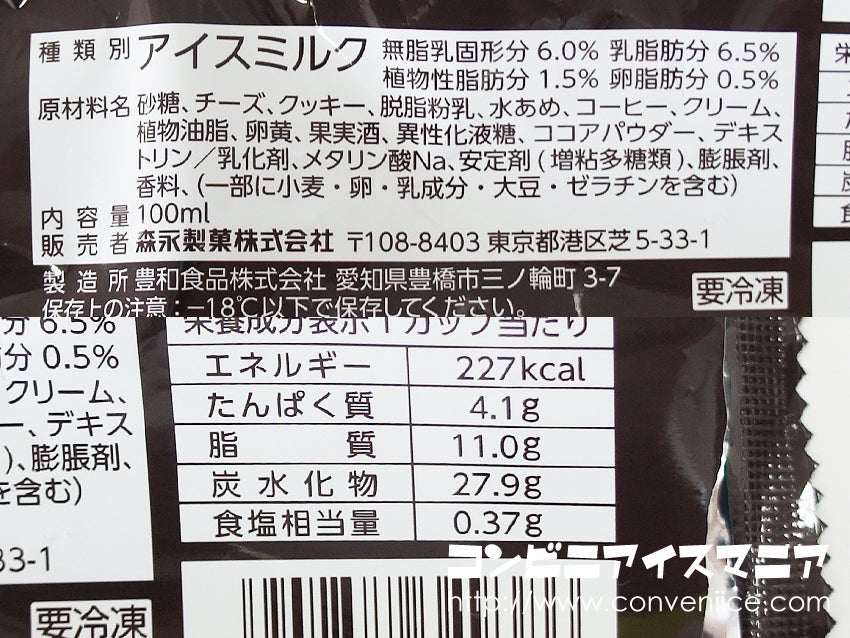 種類別 アイスミルク 無脂乳固形分 6.0% 乳脂肪分 6.5%
植物性脂肪分 1.5% 卵脂肪分 0.5%
原材料名 砂糖、チーズ、クッキー、脱脂粉乳、水あめ、コーヒー、クリーム、
植物油脂、卵黄、果実酒、異性化液糖、ココアパウダー、デキス
トリン／乳化剤、メタリン酸Na、安定剤(増粘多糖類)、膨脹剤、
香料、(一部に小麦・卵・乳成分・大豆・ゼラチンを含む)
内容量 100ml
販売者 森永製菓株式会社 〒108-8403 東京都港区芝5-33-1
製造所 豊和食品株式会社 愛知県豊橋市三ノ輪町 3-7
保存上の注意：−18℃以下で保存してください。
要冷凍
分 6.5%
分 0.5%
クリーム、
ー、デキス
)、膨脹剤、
を含む)
33-1
要冷凍
栄養成分表示1カップ当たり
エネルギー 227kcal
たんぱく質 4.1g
脂質 11.0g
炭水化物 27.9g
食塩相当量 0.37g
コンビニアイスマニア
http://www.conveniice.com/